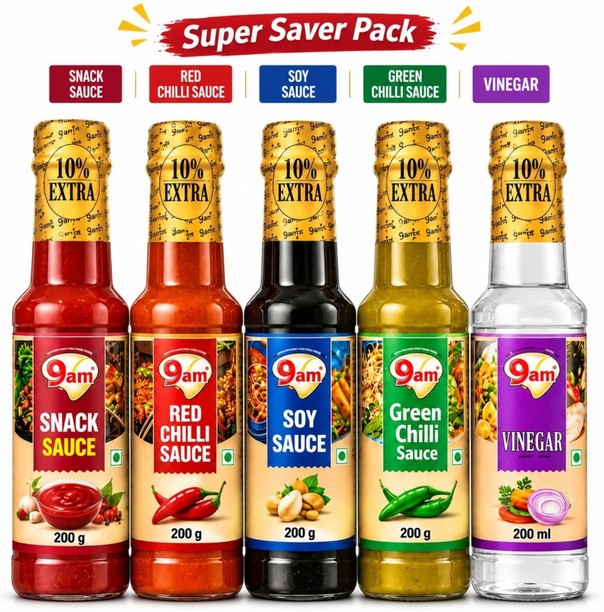 Super Saver Pack
SNACK
SAUCE
RED
CHILLI SAUCE
SOY
SAUCE
GREEN
CHILLI SAUCE
VINEGAR
10%
EXTRA
10%
EXTRA
10%
EXTRA
10%
EXTRA
10%
EXTRA
9am
SNACK
SAUCE
200 g
9am
RED
CHILLI
SAUCE
200 g
9am
SOY
SAUCE
200 g
9am
Green
Chilli
Sauce
200 g
9am
VINEGAR
200 ml